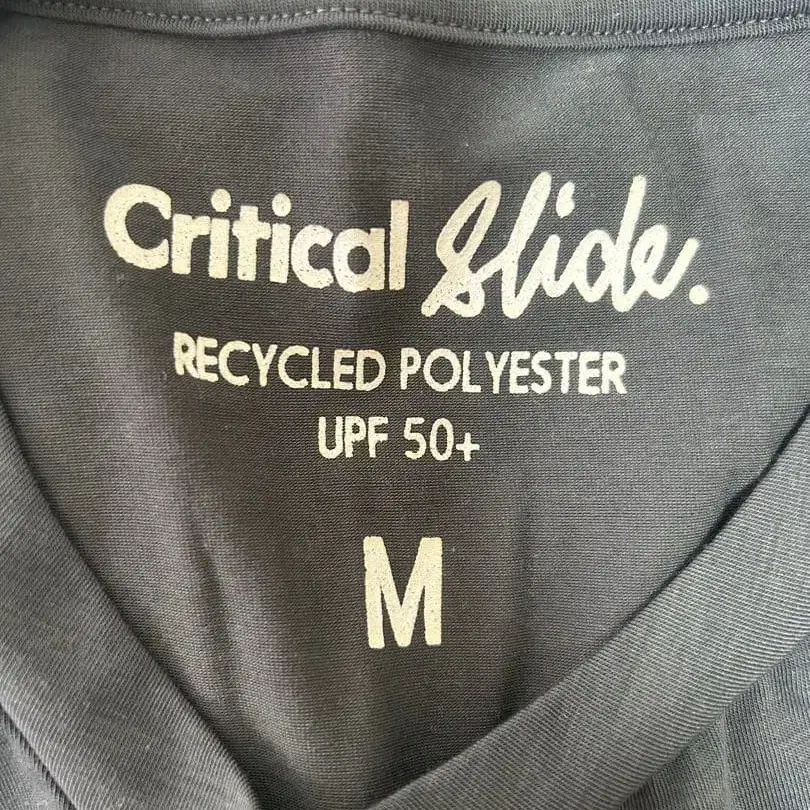 Critical Slide.
RECYCLED POLYESTER
UPF 50+
M